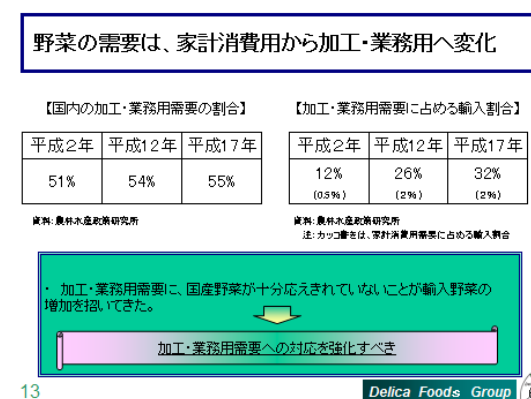 野菜の需要は、家計消費用から加工・業務用へ変化
【国内の加工・業務用需要の割合】
平成2年 平成12年 平成17年
51% 54% 55%
資料:農林水産政策研究所
【加工・業務用需要に占める輸入割合】
平成2年 平成12年 平成17年
12% 26% 32%
(0.5%) (2%) (2%)
資料:農林水産政策研究所
注:カッコ書きは、家計消費用需要に占める輸入割合
・ 加工・業務用需要に、国産野菜が十分応えきれていないことが輸入野菜の
増加を招いてきた。
加工・業務用需要への対応を強化すべき
13
Delica Foods Group